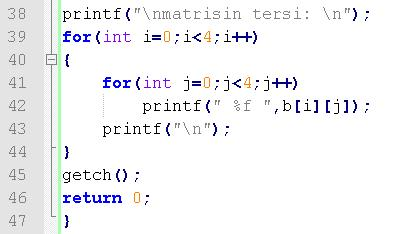 38 printf("\nmatrisin tersi: \n");
39 for(int i=0;i<4;i++)
40 {
41 for(int j=0;j<4;j++)
42 printf(" %f ",b[i][j]);
43 printf("\n");
44 }
45 getch();
46 return 0;
47 }